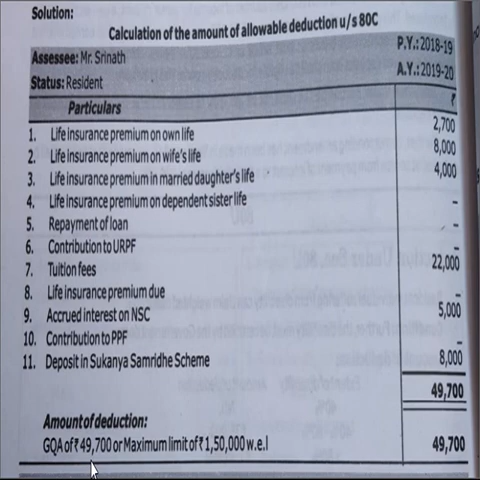 Solution:
Calculation of the amount of allowable deduction u/s 80C
Assessee: Mr. Srinath P.Y.: 2018-19
Status: Resident A.Y.: 2019-20
Particulars ₹
1. Life insurance premium on own life 2,700
2. Life insurance premium on wife's life 8,000
3. Life insurance premium in married daughter's life 4,000
4. Life insurance premium on dependent sister life –
5. Repayment of loan –
6. Contribution to URPF –
7. Tuition fees 22,000
8. Life insurance premium due –
9. Accrued interest on NSC 5,000
10. Contribution to PPF –
11. Deposit in Sukanya Samridhe Scheme 8,000
49,700
Amount of deduction:
GQA of ₹ 49,700 or Maximum limit of ₹ 1,50,000 w.e.l 49,700